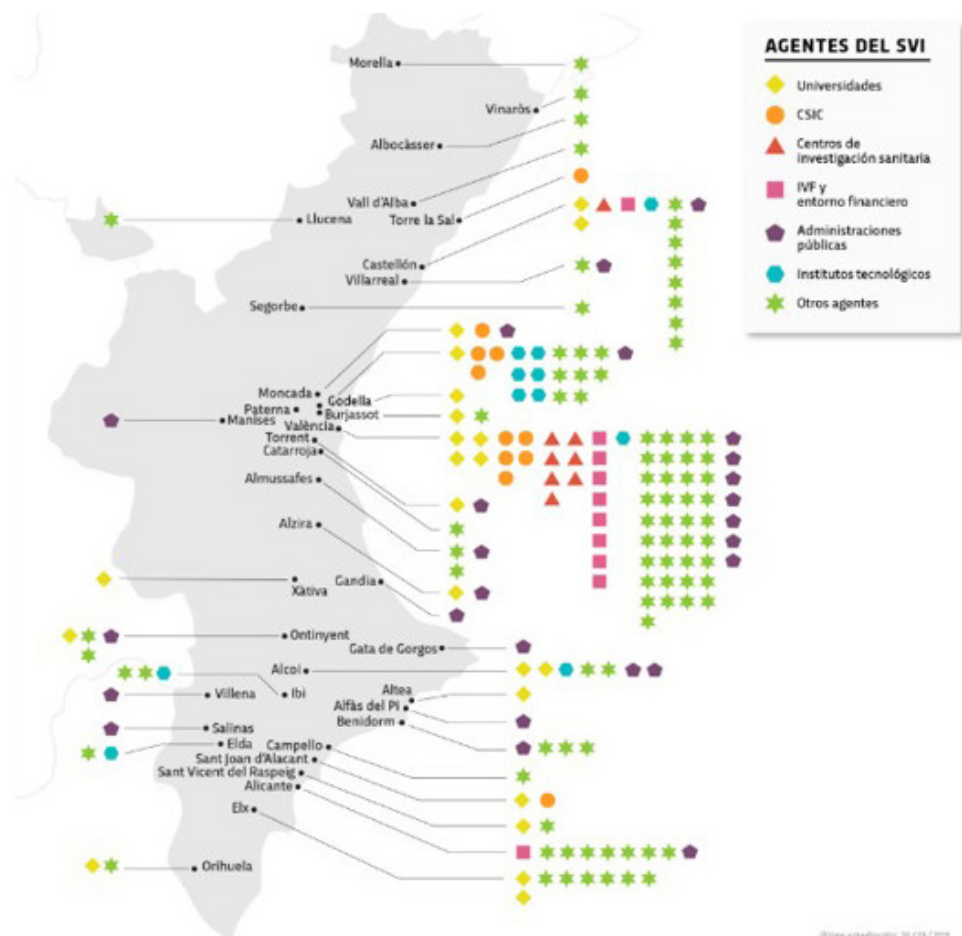 AGENTES DEL SVI
Universidades
CSIC
Centros de
investigación sanitaria
IVF y
entorno financiero
Administraciones
públicas
Institutos tecnológicos
Otros agentes
Morella
Vinaròs
Albocàsser
Vall d'Alba
Llucena
Torre la Sal
Castellón
Villarreal
Segorbe
Moncada
Godella
Paterna
Burjassot
Manises
València
Torrent
Catarroja
Almussafes
Alzira
Gandia
Xàtiva
Ontinyent
Gata de Gorgos
Alcoi
Altea
Villena
Ibi
Alfàs del Pi
Benidorm
Salinas
Elda
Campello
Sant Joan d'Alacant
Sant Vicent del Raspeig
Alicante
Elx
Orihuela